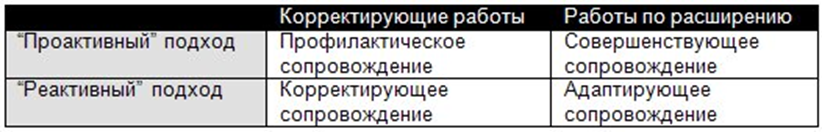 Корректирующие работы Работы по расширению
“Проактивный” подход Профилактическое Совершенствующее
сопровождение сопровождение
“Реактивный” подход Корректирующее Адаптирующее
сопровождение сопровождение